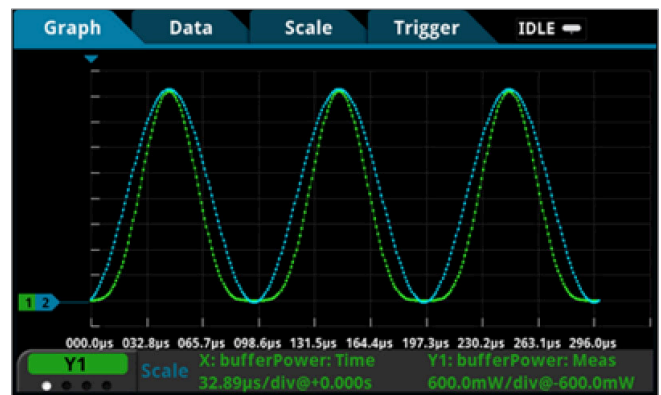 Graph Data Scale Trigger IDLE
1 2
000.0µs 032.8µs 065.7µs 098.6µs 131.5µs 164.4µs 197.3µs 230.2µs 263.1µs 296.0µs
Y1
Scale
X: bufferPower: Time Y1: bufferPower: Meas
32.89µs/div@+0.000s 600.0mW/div@-600.0mW